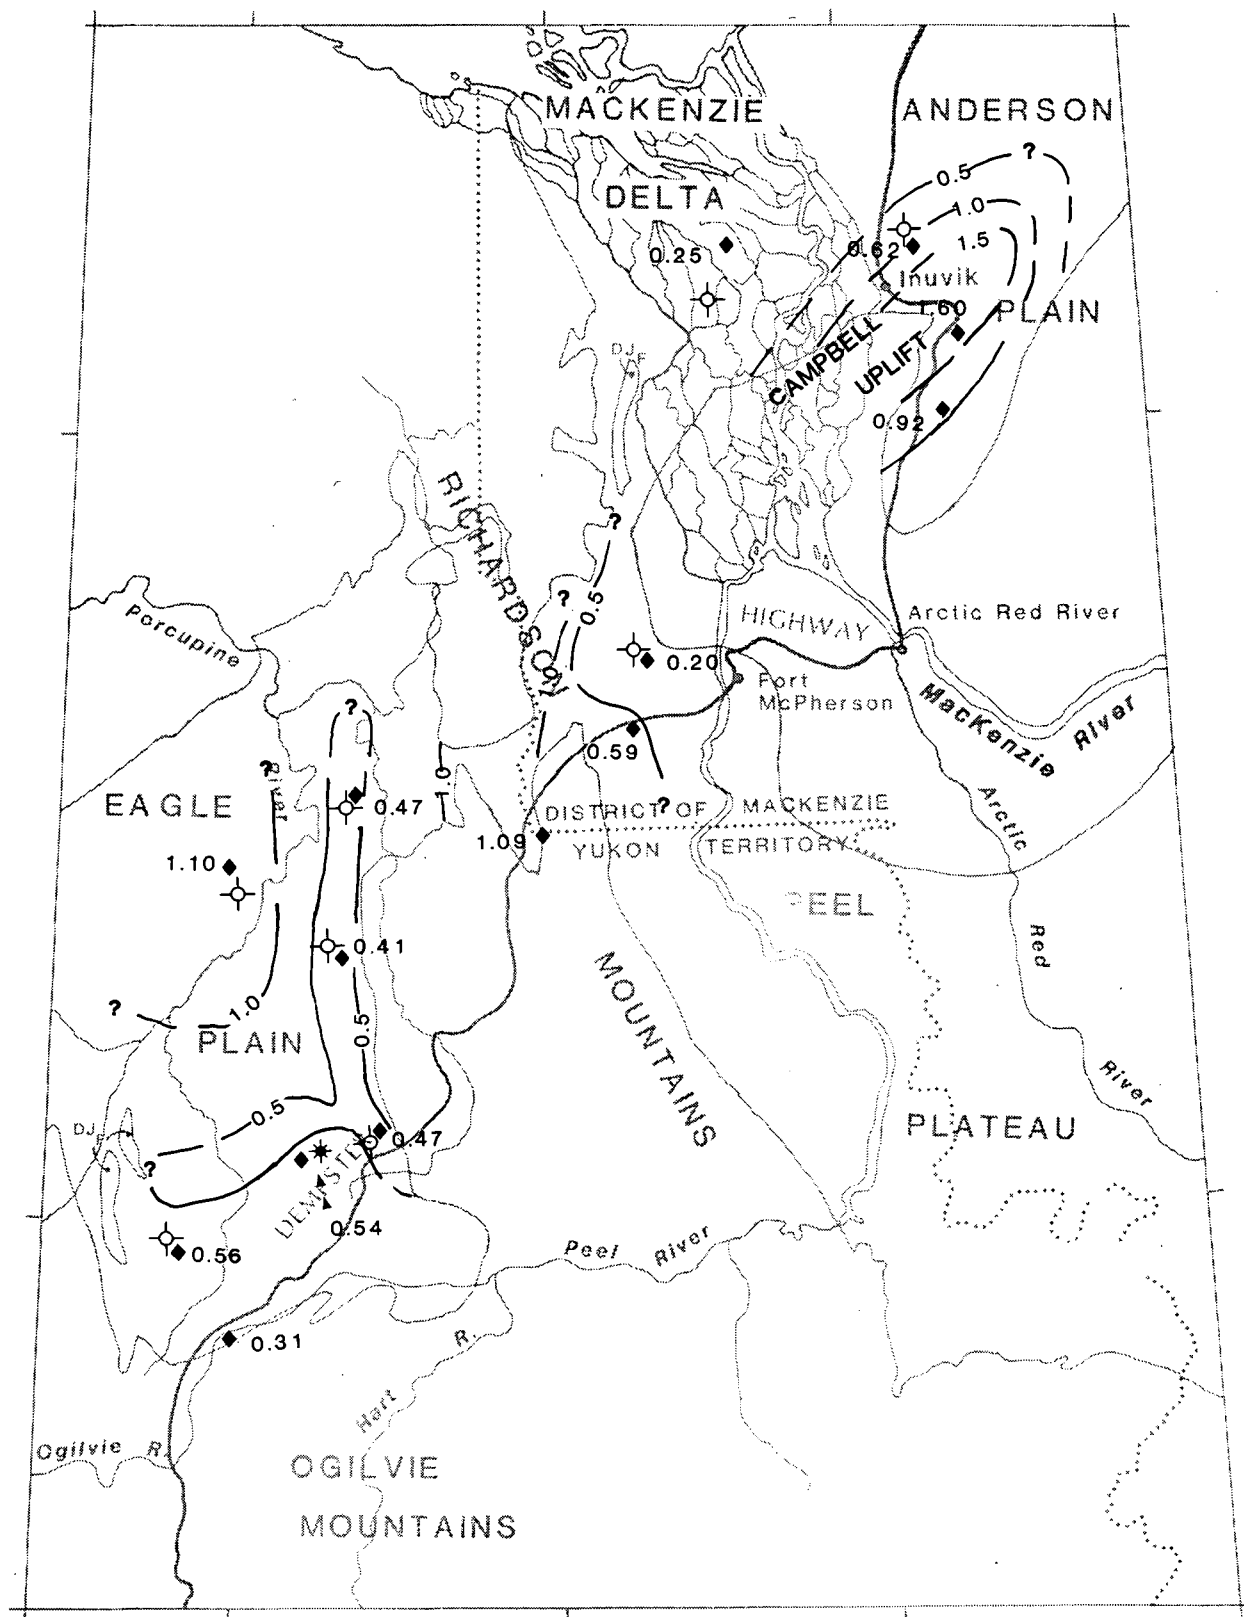 MACKENZIE
ANDERSON
?
0.5
DELTA
1.0
0.25
0.62
1.5
Inuvik
1.60
PLAIN
DJF
CAMPBELL
UPLIFT
0.92
RICHARDSON
?
?
0.5
Porcupine
HIGHWAY
Arctic Red River
0.20
Fort
McPherson
MacKenzie
River
?
0.59
?
River
1.0
EAGLE
0.47
?
DISTRICT OF MACKENZIE
Arctic
1.09
YUKON TERRITORY
1.10
PEEL
0.41
Red
MOUNTAINS
?
1.0
0.5
PLAIN
River
0.5
DJF
0.47
PLATEAU
?
DEMPSTER
0.54
0.56
Peel River
0.31
R.
Hart
Ogilvie R.
OGILVIE
MOUNTAINS